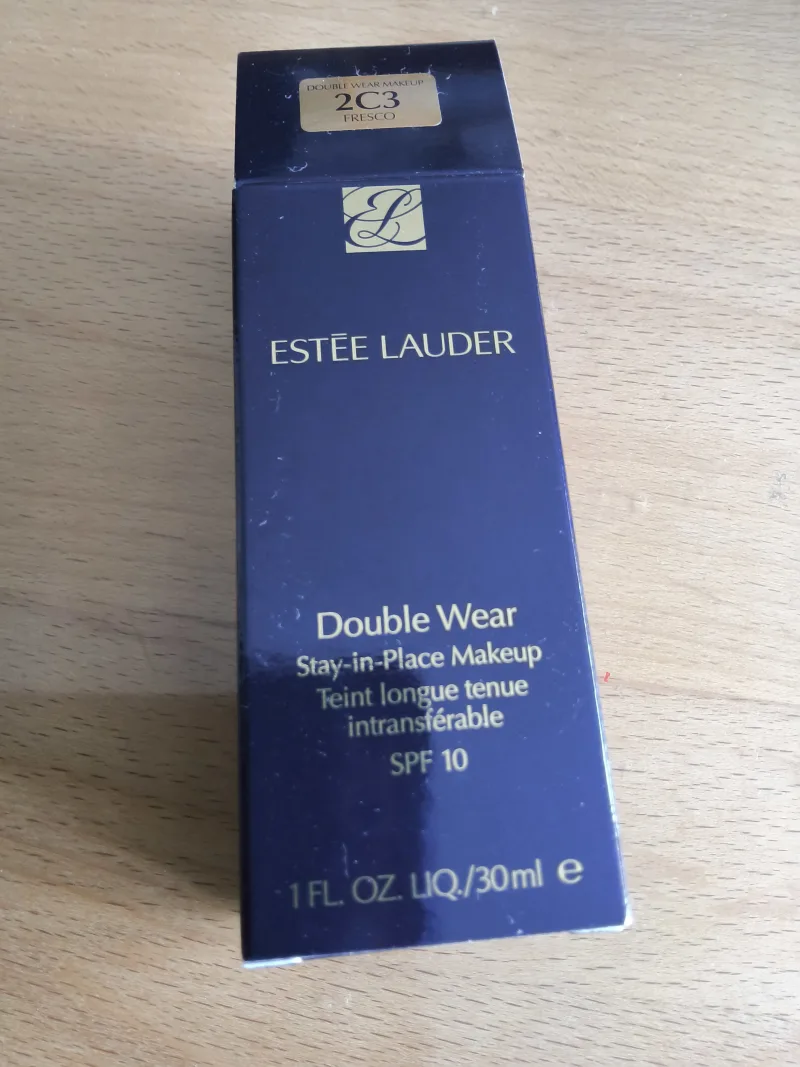 DOUBLE WEAR MAKEUP
2C3
FRESCO
EL
ESTĒE LAUDER
Double Wear
Stay-in-Place Makeup
Teint longue tenue
intransférable
SPF 10
1 FL. OZ. LIQ./30ml ℮